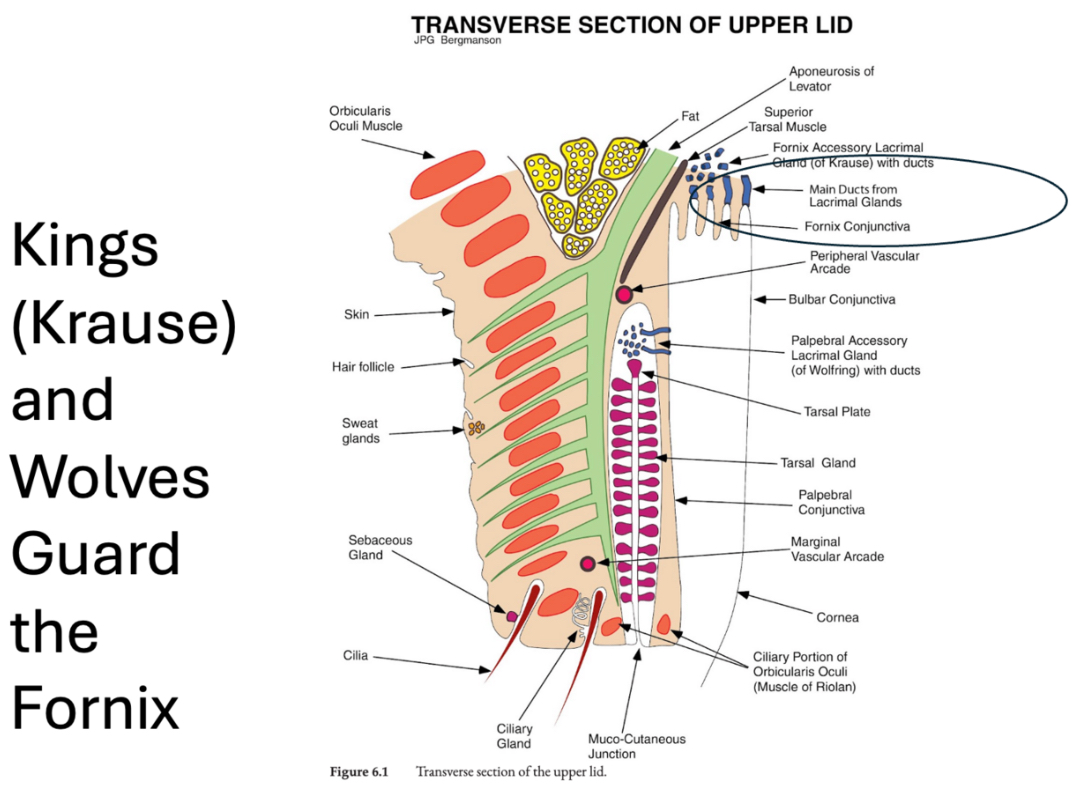 TRANSVERSE SECTION OF UPPER LID
JPG Bergmanson
Kings
(Krause)
and
Wolves
Guard
the
Fornix
Orbicularis
Oculi Muscle
Skin
Hair follicle
Sweat
glands
Sebaceous
Gland
Cilia
Ciliary
Gland
Muco-Cutaneous
Junction
Fat
Aponeurosis of
Levator
Superior
Tarsal Muscle
Fornix Accessory Lacrimal
Gland (of Krause) with ducts
Main Ducts from
Lacrimal Glands
Fornix Conjunctiva
Peripheral Vascular
Arcade
Bulbar Conjunctiva
Palpebral Accessory
Lacrimal Gland
(of Wolfring) with ducts
Tarsal Plate
Tarsal Gland
Palpebral
Conjunctiva
Marginal
Vascular Arcade
Cornea
Ciliary Portion of
Orbicularis Oculi
(Muscle of Riolan)
Figure 6.1 Transverse section of the upper lid.